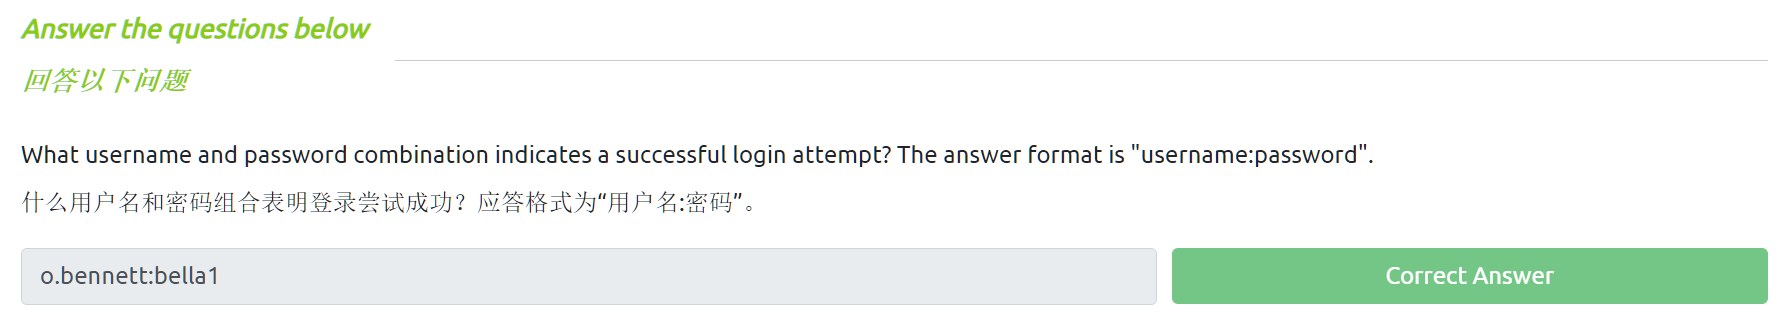 Answer the questions below
回答以下问题
What username and password combination indicates a successful login attempt? The answer format is "username:password".
什么用户名和密码组合表明登录尝试成功？应答格式为“用户名:密码”。
o.bennett:bella1
Correct Answer